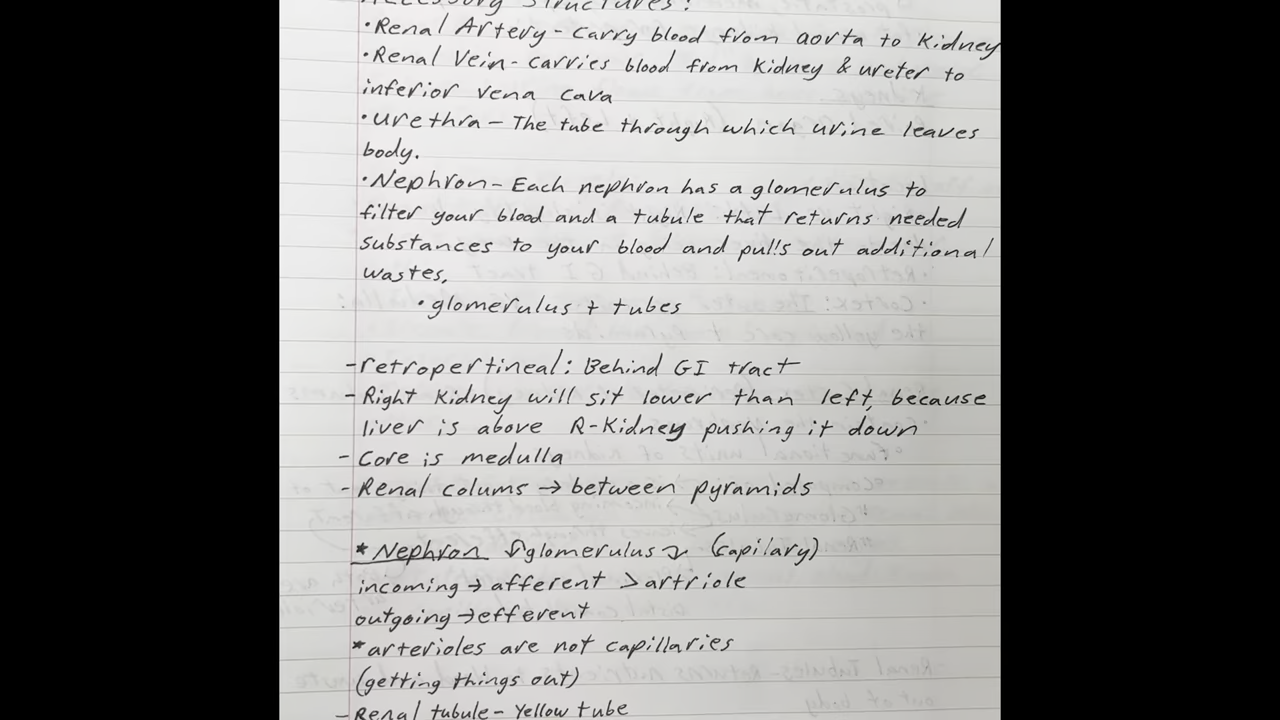 Accessory Structures:
•Renal Artery - carry blood from aorta to Kidney
•Renal Vein - carries blood from Kidney & ureter to
inferior vena cava
•urethra – The tube through which urine leaves
body.
•Nephron – Each nephron has a glomerulus to
filter your blood and a tubule that returns needed
substances to your blood and pulls out additional
wastes.
•glomerulus + tubes
-retropertineal: Behind GI tract
- Right Kidney will sit lower than left, because
liver is above R-Kidney pushing it down
- Core is medulla
- Renal colums → between pyramids
* Nephron glomerulus (capilary)
incoming → afferent > artriole
outgoing → efferent
*arterioles are not capillaries
(getting things out)
- Renal tubule - Yellow tube